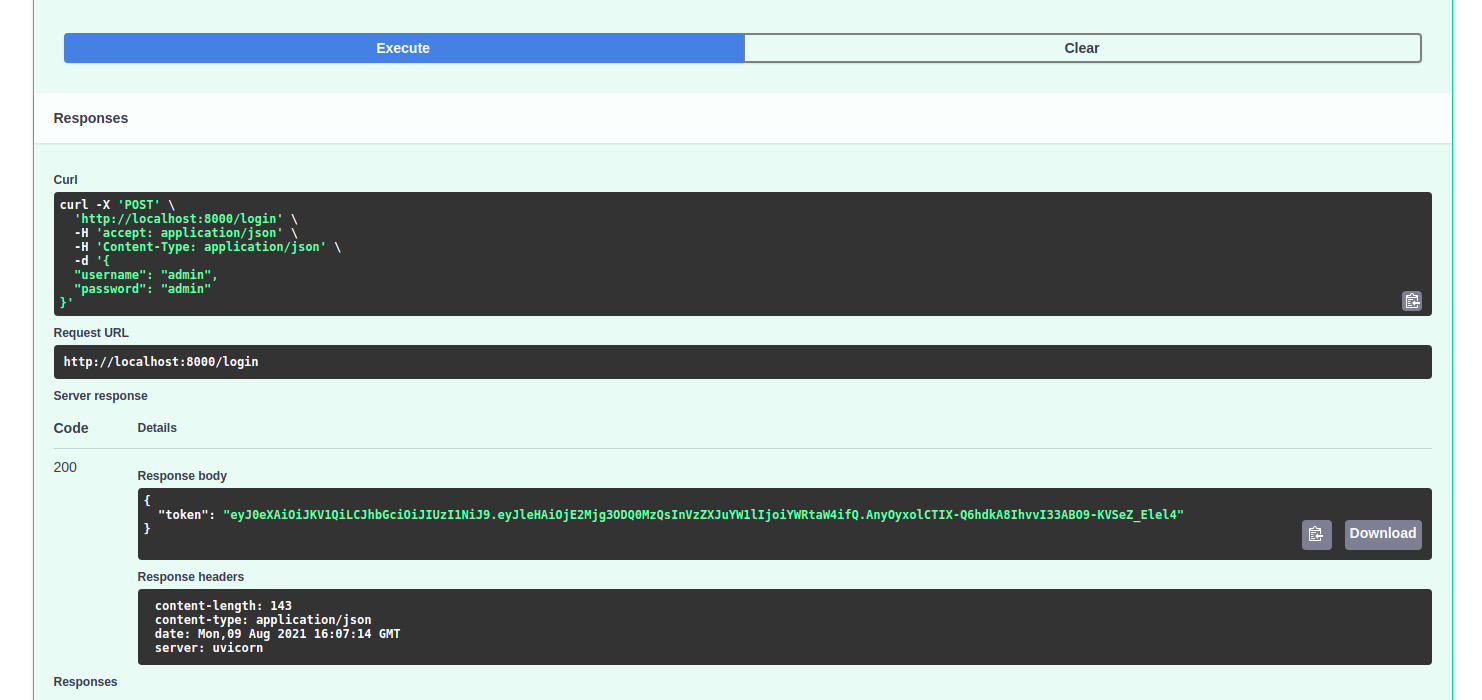 Execute
Clear
Responses
Curl
curl -X 'POST' \
  'http://localhost:8000/login' \
  -H 'accept: application/json' \
  -H 'Content-Type: application/json' \
  -d '{
  "username": "admin",
  "password": "admin"
}'
Request URL
http://localhost:8000/login
Server response
Code Details
200
Response body
{
  "token": "eyJ0eXAiOiJKV1QiLCJhbGciOiJIUzI1NiJ9.eyJleHAiOjE2Mjg3ODQ0MzQsInVzZXJuYW1lIjoiYWRtaW4ifQ.AnyOyxolCTIX-Q6hdkA8IhvvI33ABO9-KVSeZ_Elel4"
}
Download
Response headers
content-length: 143
content-type: application/json
date: Mon,09 Aug 2021 16:07:14 GMT
server: uvicorn
Responses